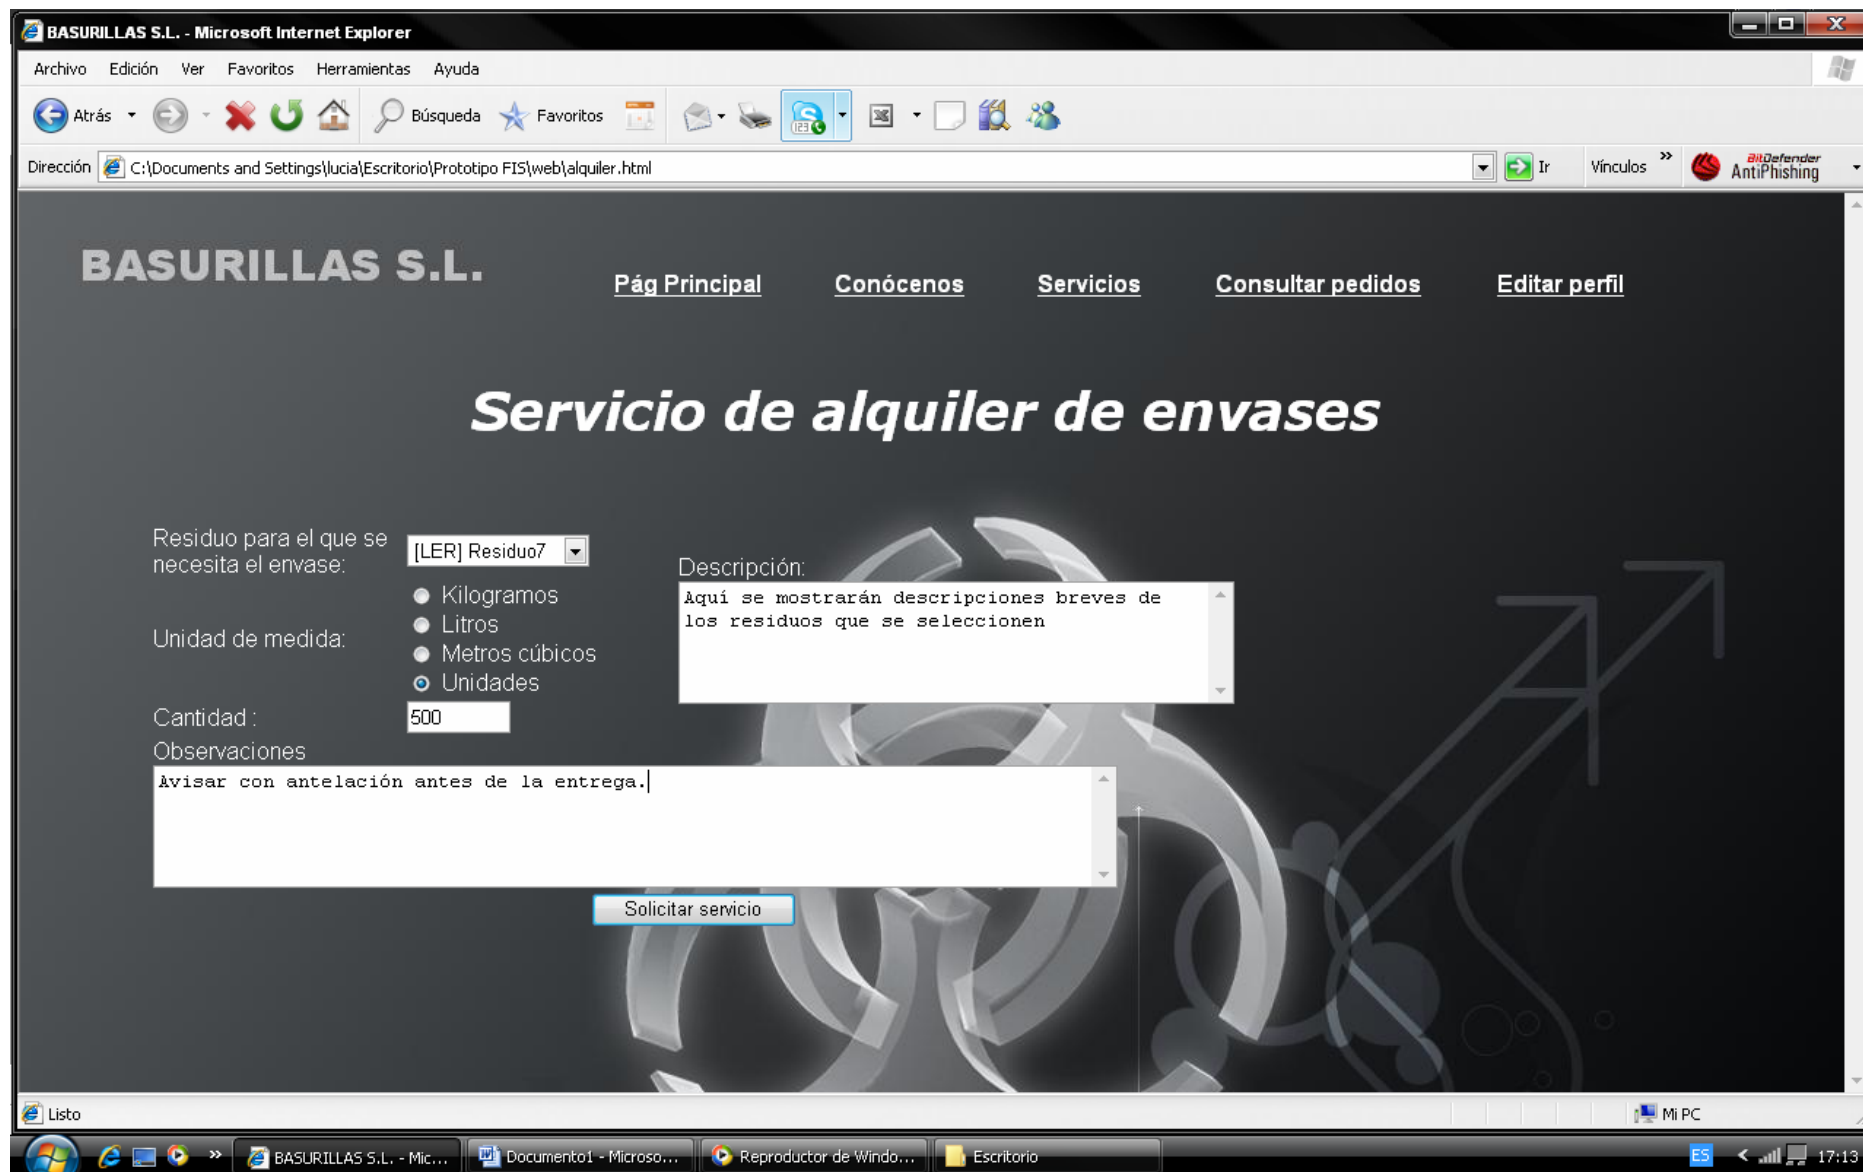 BASURILLAS S.L. - Microsoft Internet Explorer
Archivo Edición Ver Favoritos Herramientas Ayuda
Atrás Búsqueda Favoritos
Dirección C:\Documents and Settings\lucia\Escritorio\Prototipo FIS\web\alquiler.html Ir Vínculos » BitDefender AntiPhishing
BASURILLAS S.L.
Pág Principal Conócenos Servicios Consultar pedidos Editar perfil
Servicio de alquiler de envases
Residuo para el que se
necesita el envase:
[LER] Residuo7
Unidad de medida:
Kilogramos
Litros
Metros cúbicos
Unidades
Descripción:
Aquí se mostrarán descripciones breves de
los residuos que se seleccionen
Cantidad : 500
Observaciones
Avisar con antelación antes de la entrega.
Solicitar servicio
Listo Mi PC
» BASURILLAS S.L. - Mic... Documento1 - Microso... Reproductor de Windo... Escritorio ES < 17:13